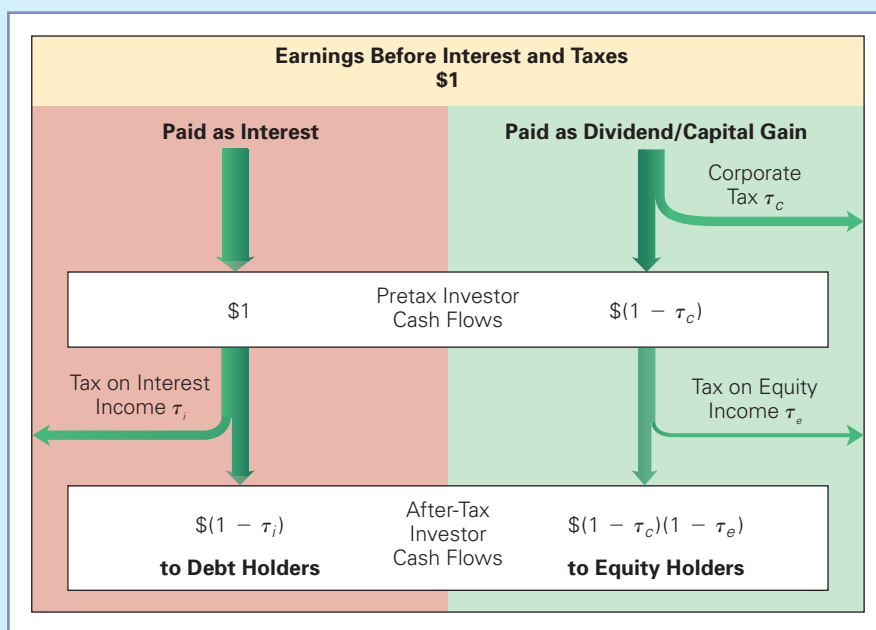 Earnings Before Interest and Taxes
$1
Paid as Interest
Paid as Dividend/Capital Gain
Corporate
Tax τc
$1
Pretax Investor
Cash Flows
$(1 − τc)
Tax on Interest
Income τi
Tax on Equity
Income τe
$(1 − τi)
to Debt Holders
After-Tax
Investor
Cash Flows
$(1 − τc)(1 − τe)
to Equity Holders